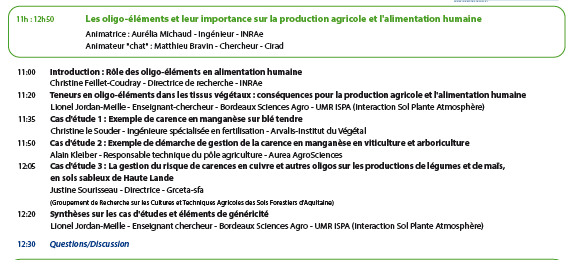 11h : 12h50 Les oligo-éléments et leur importance sur la production agricole et l'alimentation humaine
Animatrice : Aurélia Michaud - Ingénieur - INRAe
Animateur "chat" : Matthieu Bravin - Chercheur - Cirad
11:00 Introduction : Rôle des oligo-éléments en alimentation humaine
Christine Feillet-Coudray - Directrice de recherche - INRAe
11:20 Teneurs en oligo-éléments dans les tissus végétaux : conséquences pour la production agricole et l'alimentation humaine
Lionel Jordan-Meille - Enseignant-chercheur - Bordeaux Sciences Agro - UMR ISPA (Interaction Sol Plante Atmosphère)
11:35 Cas d'étude 1 : Exemple de carence en manganèse sur blé tendre
Christine le Souder - Ingénieure spécialisée en fertilisation - Arvalis-Institut du Végétal
11:50 Cas d'étude 2 : Exemple de démarche de gestion de la carence en manganèse en viticulture et arboriculture
Alain Kleiber - Responsable technique du pôle agriculture - Aurea AgroSciences
12:05 Cas d'étude 3 : La gestion du risque de carences en cuivre et autres oligos sur les productions de légumes et de maïs,
en sols sableux de Haute Lande
Justine Sourisseau - Directrice - Grceta-sfa
(Groupement de Recherche sur les Cultures et Techniques Agricoles des Sols Forestiers d'Aquitaine)
12:20 Synthèses sur les cas d'études et éléments de généricité
Lionel Jordan-Meille - Enseignant chercheur - Bordeaux Sciences Agro - UMR ISPA (Interaction Sol Plante Atmosphère)
12:30 Questions/Discussion